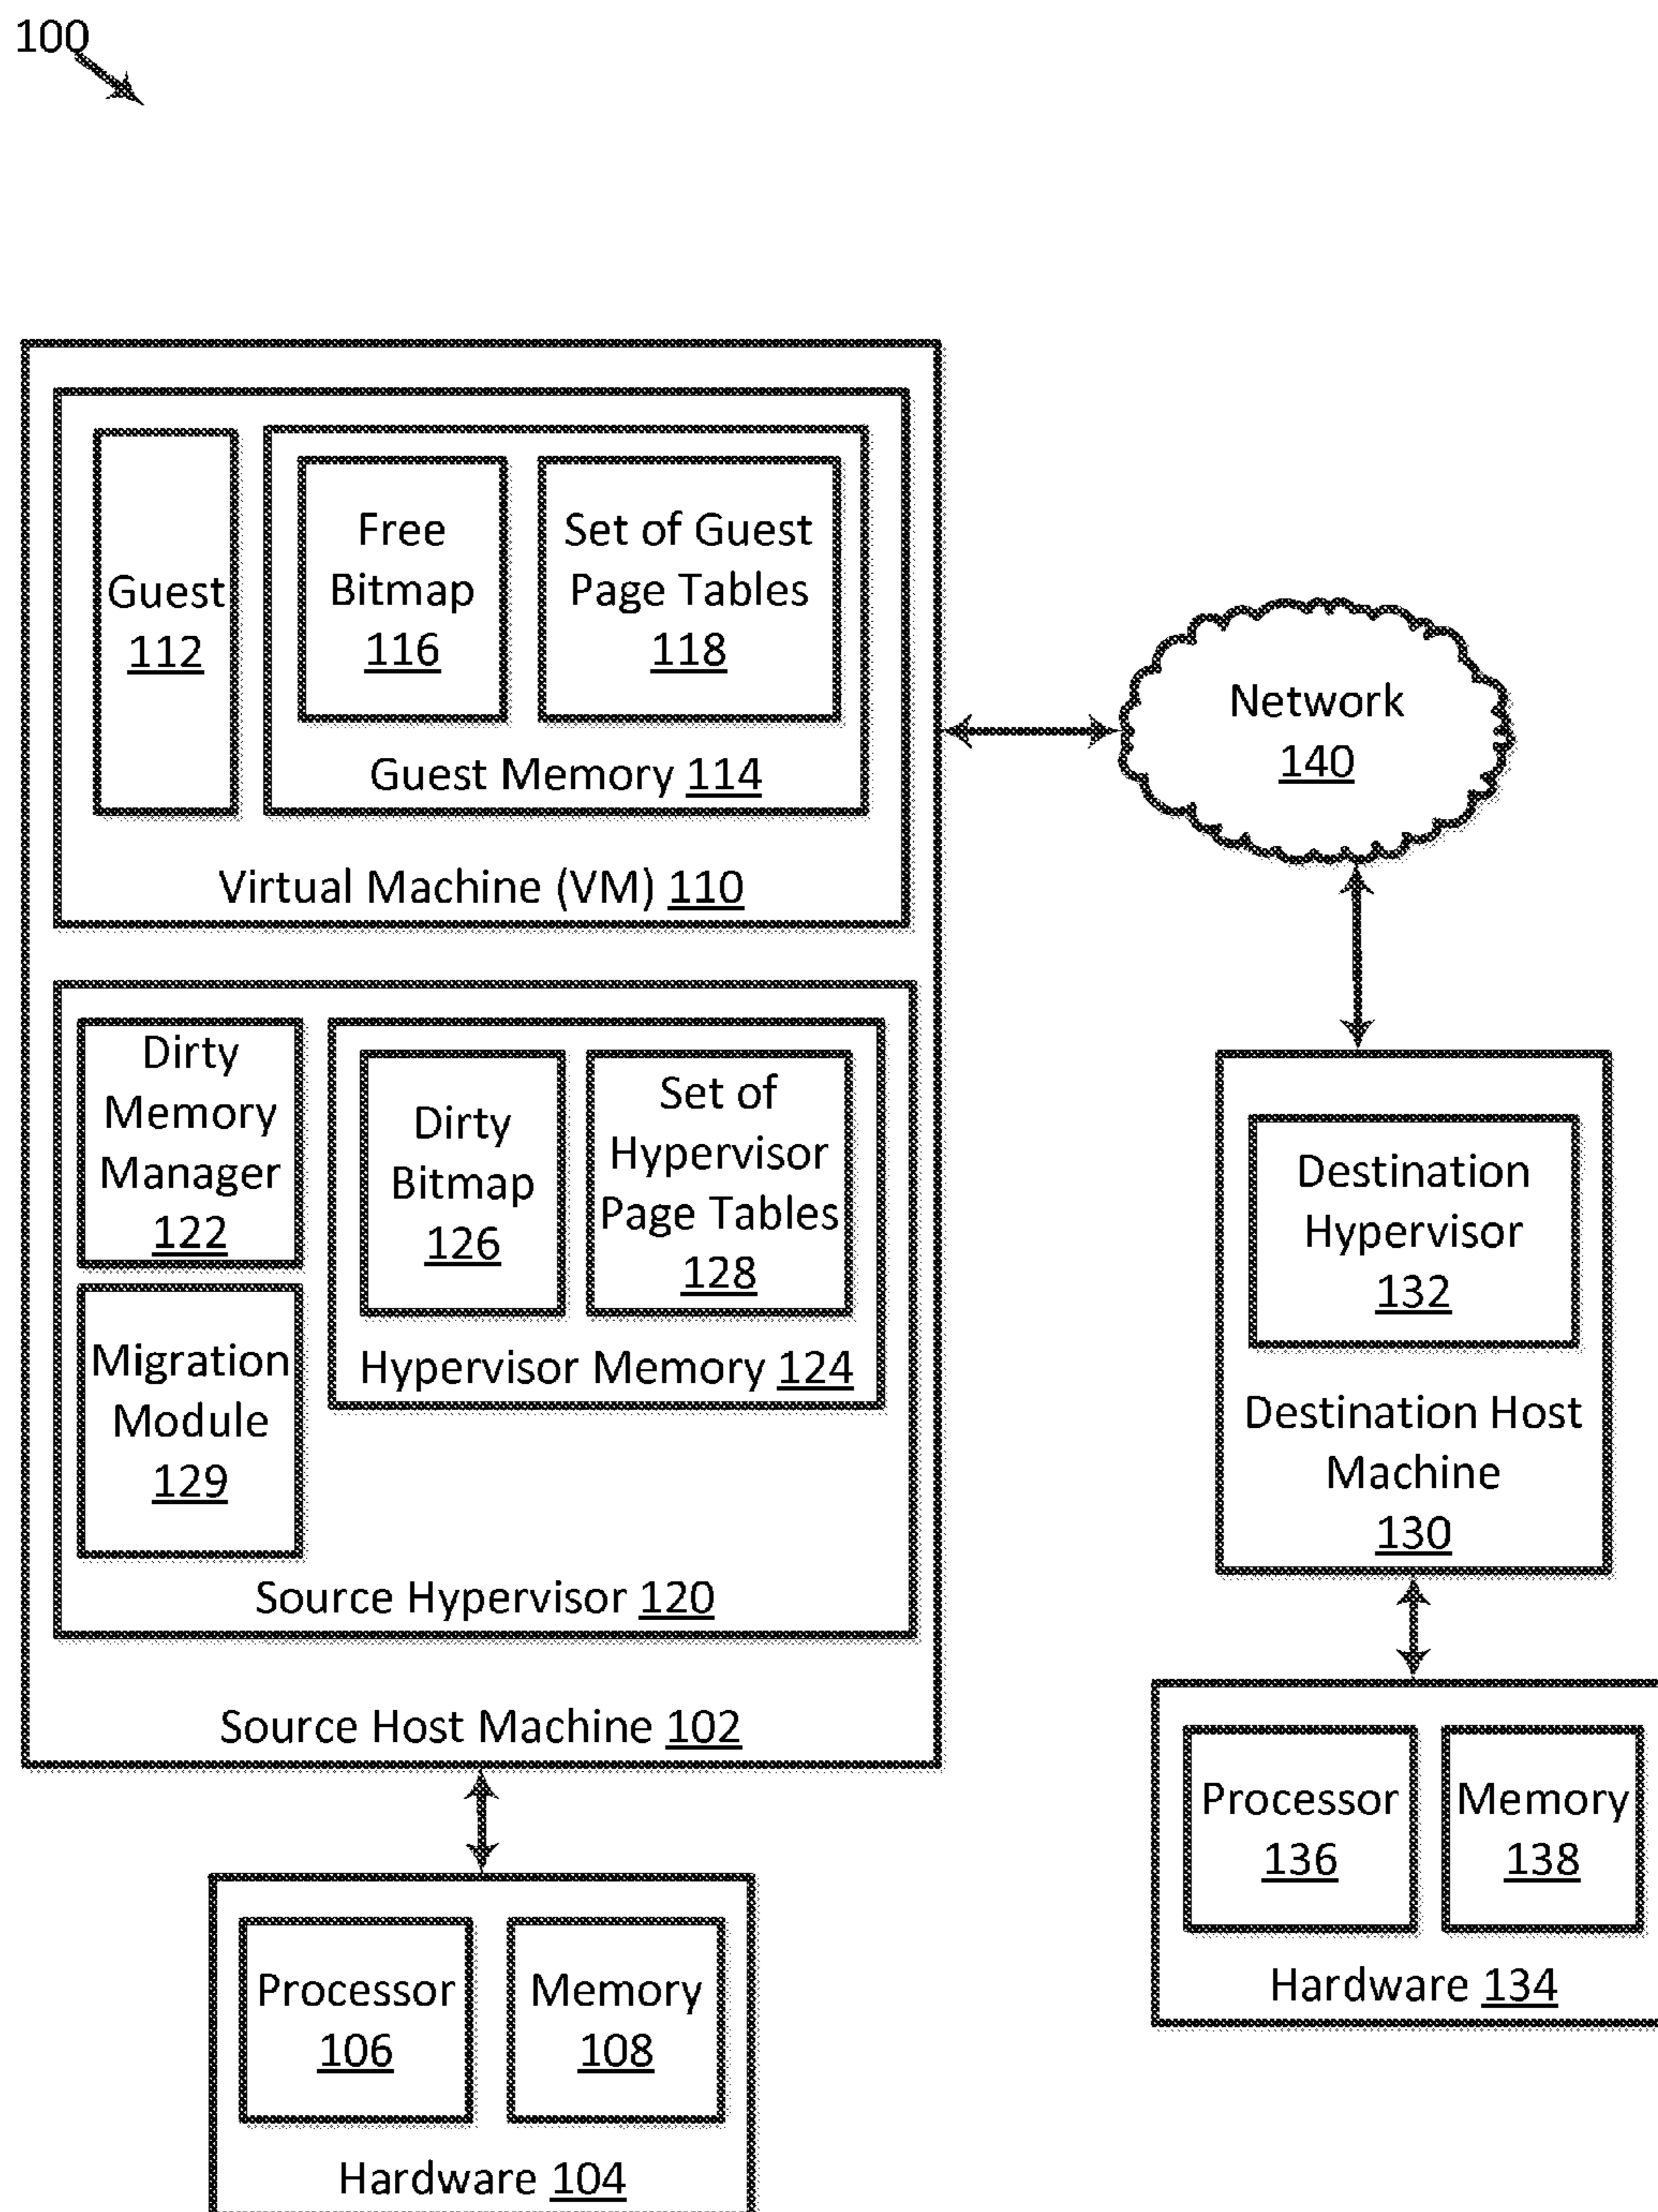 100
Guest
112
Free
Bitmap
116
Set of Guest
Page Tables
118
Guest Memory 114
Virtual Machine (VM) 110
Dirty
Memory
Manager
122
Migration
Module
129
Dirty
Bitmap
126
Set of
Hypervisor
Page Tables
128
Hypervisor Memory 124
Source Hypervisor 120
Source Host Machine 102
Processor
106
Memory
108
Hardware 104
Network
140
Destination
Hypervisor
132
Destination Host
Machine
130
Processor
136
Memory
138
Hardware 134